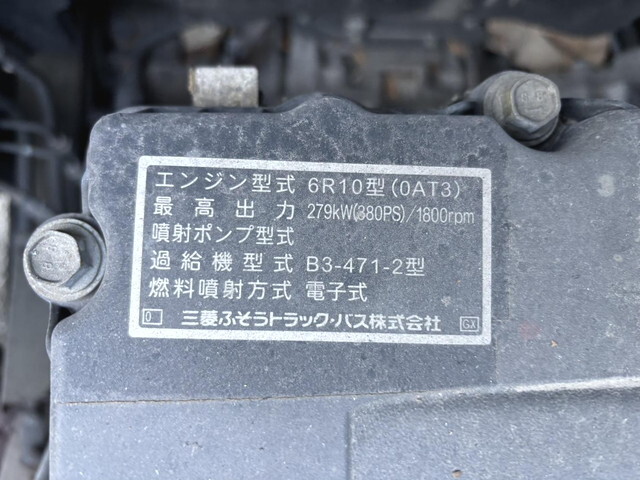 エンジン型式 6R10型(0AT3)
最高出力 279kW(380PS)/1800rpm
噴射ポンプ型式
過給機型式 B3-471-2型
燃料噴射方式 電子式
0 三菱ふそうトラック・バス株式会社 GX